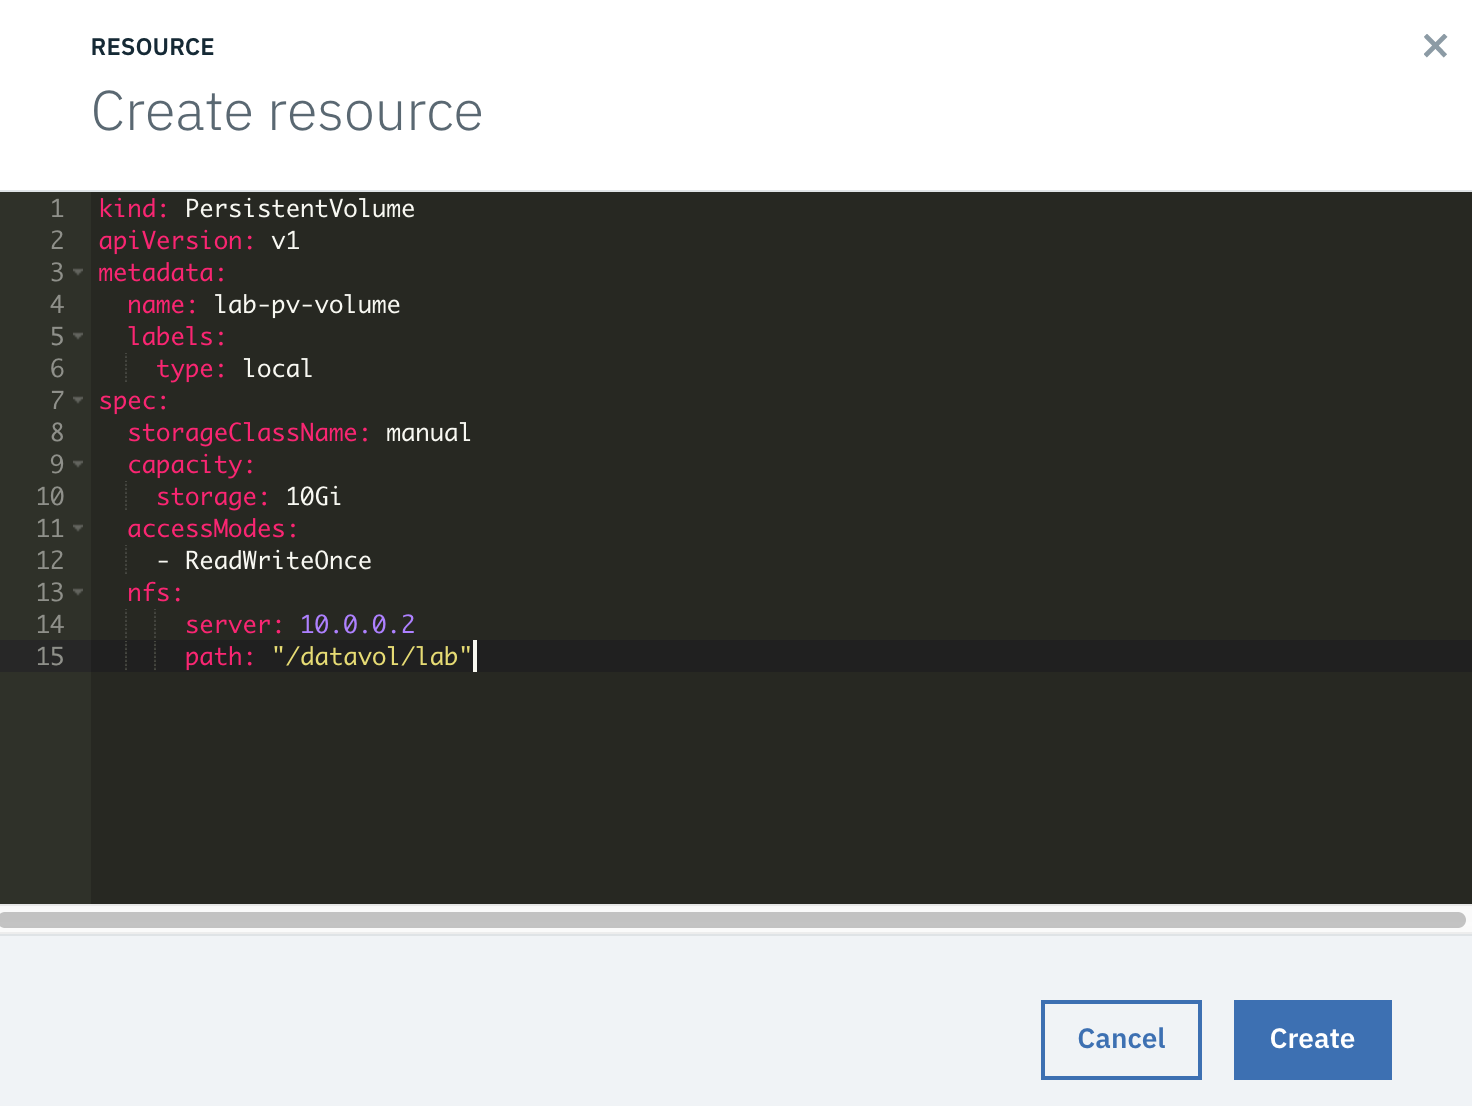 RESOURCE
Create resource
1 kind: PersistentVolume
2 apiVersion: v1
3 metadata:
4   name: lab-pv-volume
5   labels:
6     type: local
7 spec:
8   storageClassName: manual
9   capacity:
10     storage: 10Gi
11   accessModes:
12     - ReadWriteOnce
13   nfs:
14       server: 10.0.0.2
15       path: "/datavol/lab"
Cancel Create